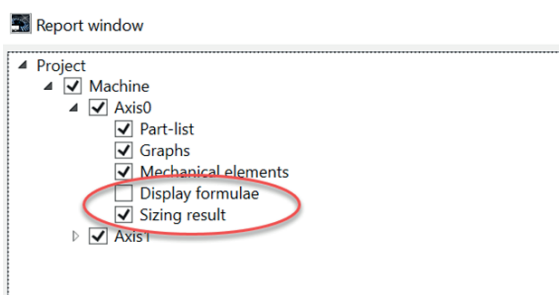 Report window
Project
Machine
Axis0
Part-list
Graphs
Mechanical elements
Display formulae
Sizing result
Axis1